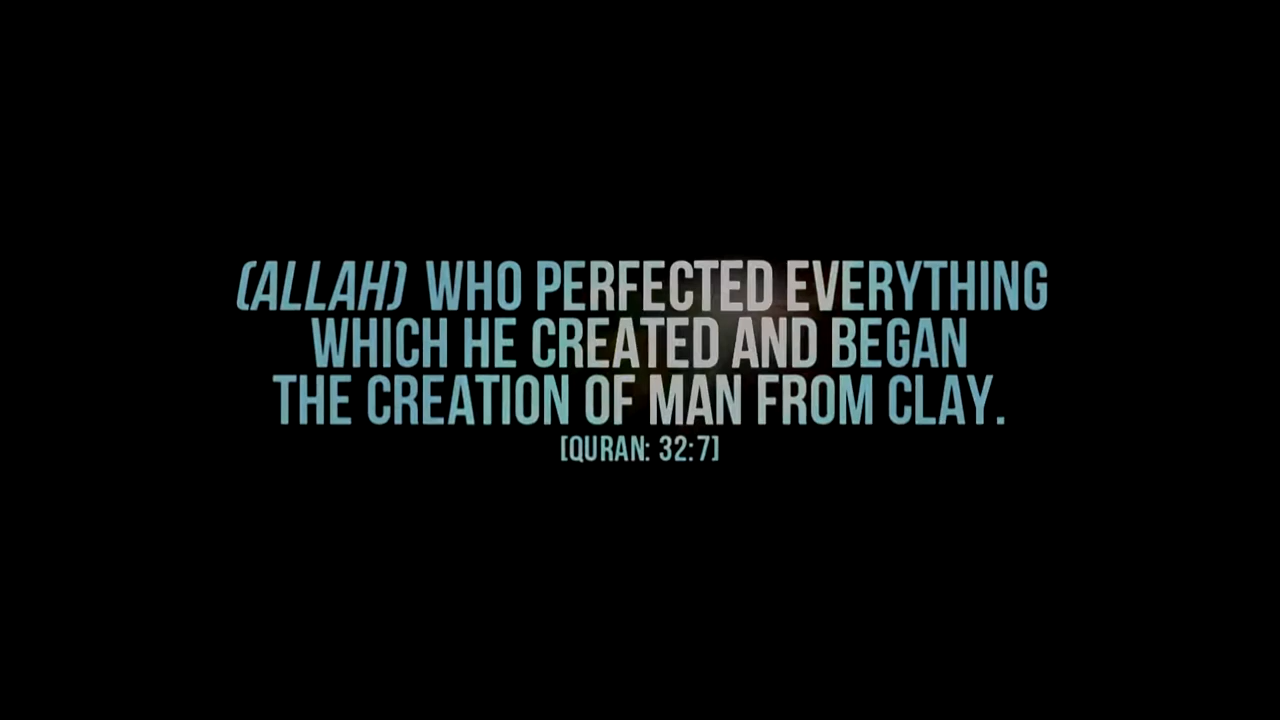 (ALLAH) WHO PERFECTED EVERYTHING
WHICH HE CREATED AND BEGAN
THE CREATION OF MAN FROM CLAY.
[QURAN: 32:7]